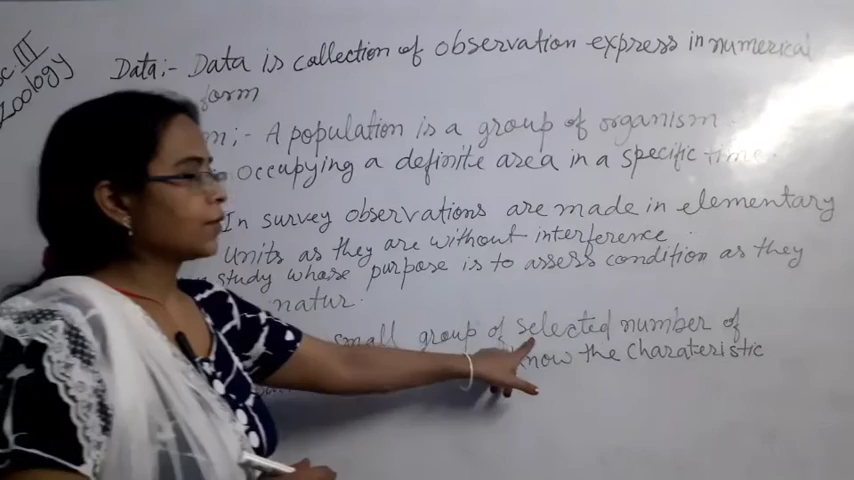 sc III
Zoology
Data:- Data is collection of observation express in numerical
form
m:- A population is a group of organism
occupying a definite area in a specific time.
In survey observations are made in elementary
units as they are without interference.
study whose purpose is to assess condition as they
natur.
small group of selected number of
know the charateristic